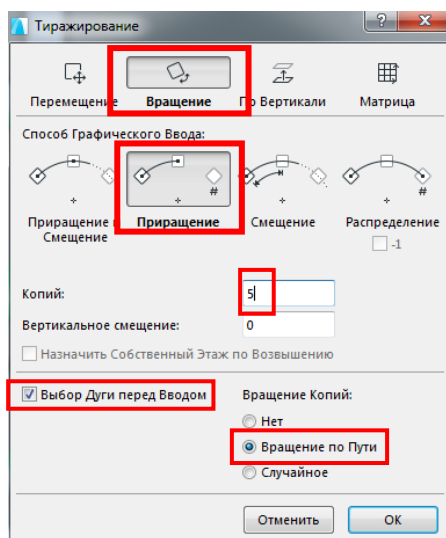 Тиражирование
Перемещение Вращение По Вертикали Матрица
Способ Графического Ввода:
# # #
Приращение и Смещение Приращение Смещение Распределение
-1
Копий: 5
Вертикальное смещение: 0
Назначить Собственный Этаж по Возвышению
Выбор Дуги перед Вводом Вращение Копий:
Нет
Вращение по Пути
Случайное
Отменить OK